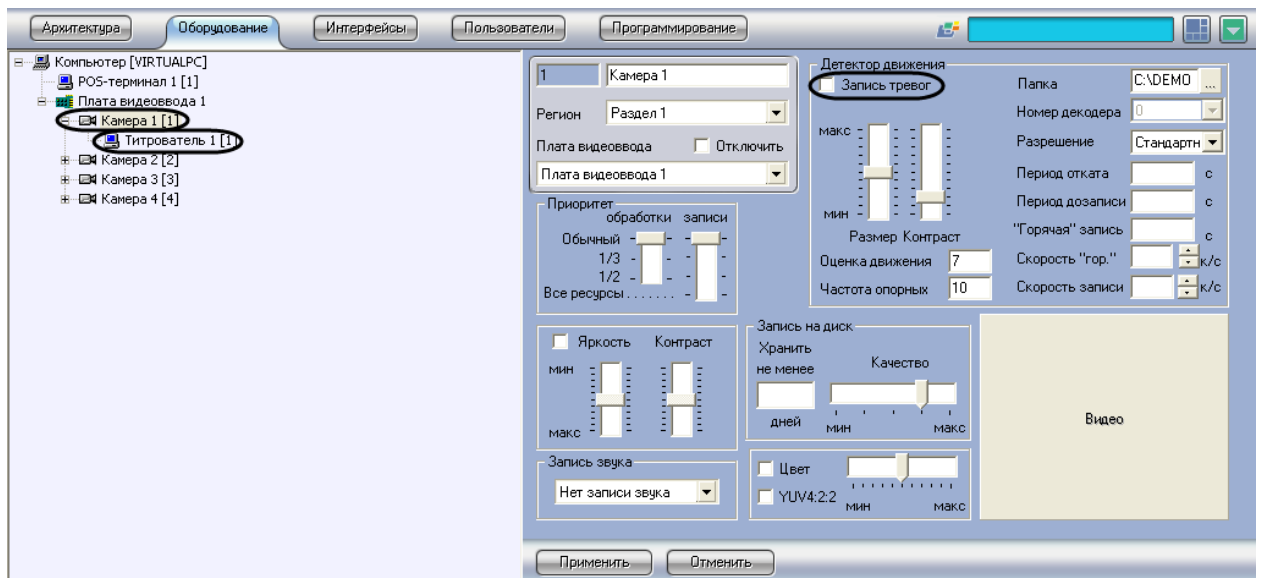 Архитектура Оборудование Интерфейсы Пользователи Программирование
Компьютер [VIRTUALPC]
POS-терминал 1 [1]
Плата видеоввода 1
Камера 1 [1]
Титрователь 1 [1]
Камера 2 [2]
Камера 3 [3]
Камера 4 [4]
1 Камера 1
Регион Раздел 1
Плата видеоввода Отключить
Плата видеоввода 1
Приоритет
обработки записи
Обычный
1/3
1/2
Все ресурсы . . . . . . .
Яркость Контраст
мин
макс
Запись звука
Нет записи звука
Детектор движения
Запись тревог
макс
мин
Размер Контраст
Оценка движения 7
Частота опорных 10
Папка C:\DEMO ...
Номер декодера 0
Разрешение Стандартн
Период отката с
Период дозаписи с
"Горячая" запись с
Скорость "гор." к/с
Скорость записи к/с
Запись на диск
Хранить
не менее
дней
Качество
мин макс
Цвет
YUV4:2:2
мин макс
Видео
Применить Отменить